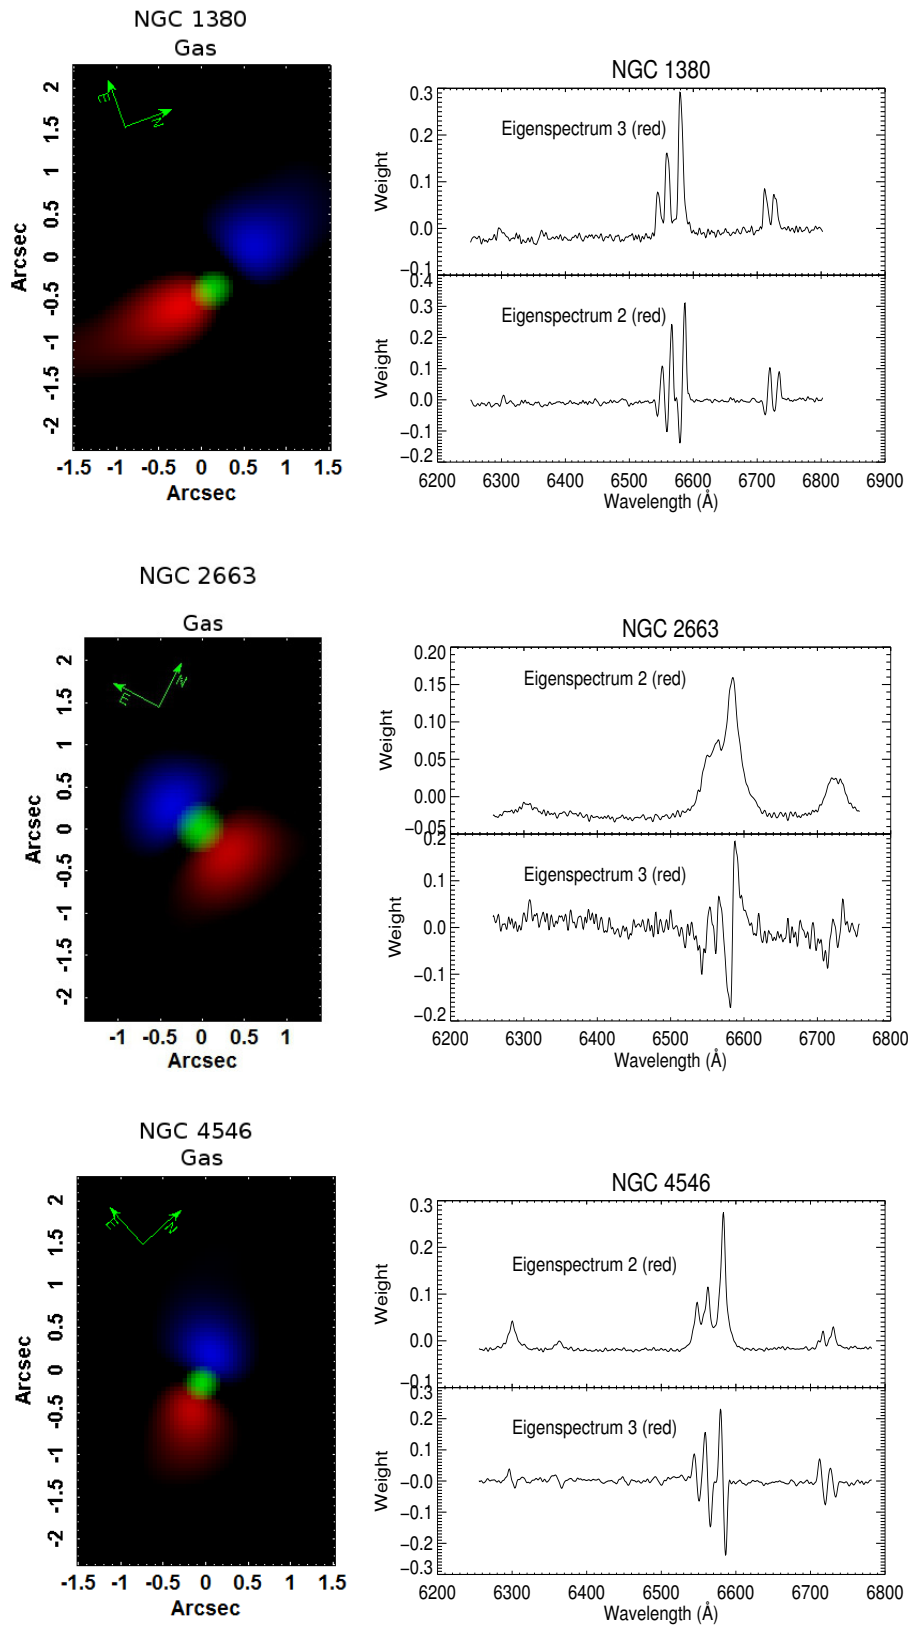 NGC 1380
Gas
E
N
2
1.5
1
0.5
0
-0.5
-1
-1.5
-2
Arcsec
-1.5 -1 -0.5 0 0.5 1 1.5
Arcsec
NGC 1380
Eigenspectrum 3 (red)
0.3
0.2
0.1
0.0
−0.1
Weight
Eigenspectrum 2 (red)
0.4
0.3
0.2
0.1
0.0
−0.1
−0.2
Weight
6200 6300 6400 6500 6600 6700 6800 6900
Wavelength (Å)
NGC 2663
Gas
E
N
2
1.5
1
0.5
0
-0.5
-1
-1.5
-2
Arcsec
-1 -0.5 0 0.5 1
Arcsec
NGC 2663
Eigenspectrum 2 (red)
0.20
0.15
0.10
0.05
0.00
−0.05
Weight
Eigenspectrum 3 (red)
0.2
0.1
0.0
−0.1
−0.2
Weight
6200 6300 6400 6500 6600 6700 6800
Wavelength (Å)
NGC 4546
Gas
E
N
2
1.5
1
0.5
0
-0.5
-1
-1.5
-2
Arcsec
-1.5 -1 -0.5 0 0.5 1 1.5
Arcsec
NGC 4546
Eigenspectrum 2 (red)
0.3
0.2
0.1
0.0
−0.1
Weight
Eigenspectrum 3 (red)
0.3
0.2
0.1
−0.0
−0.1
−0.2
−0.3
Weight
6200 6300 6400 6500 6600 6700 6800
Wavelength (Å)